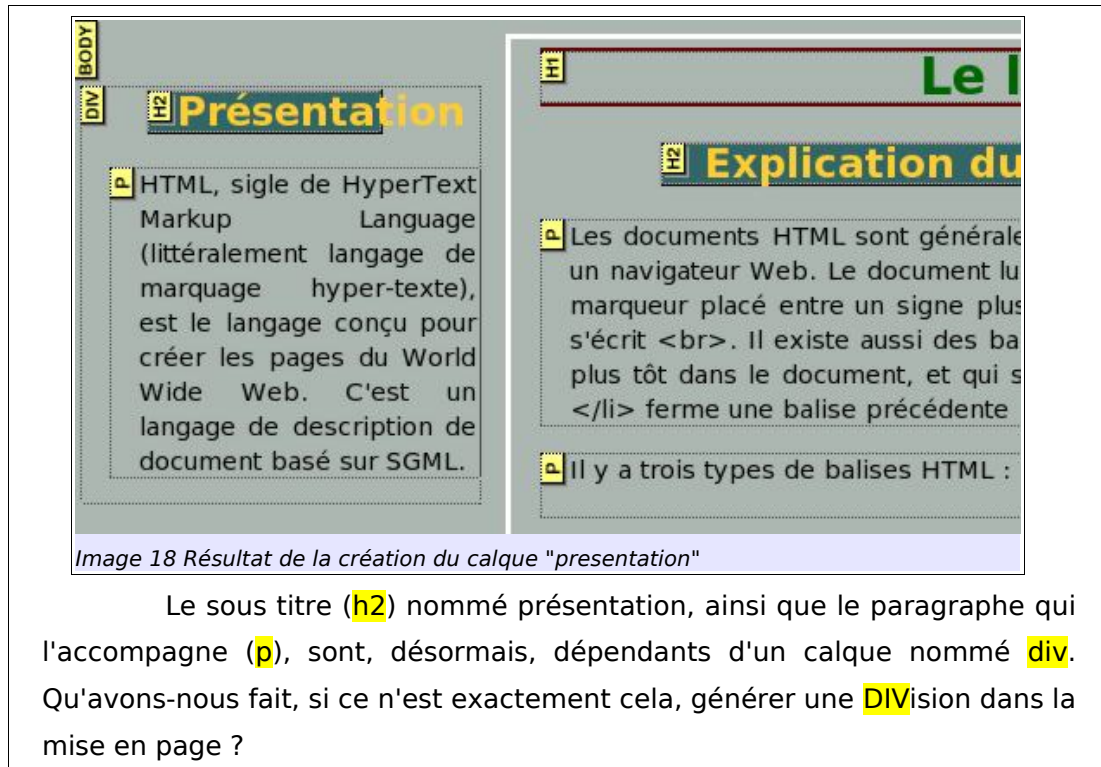 BODY
DIV
H2 Présentation
P HTML, sigle de HyperText
Markup Language
(littéralement langage de
marquage hyper-texte),
est le langage conçu pour
créer les pages du World
Wide Web. C'est un
langage de description de
document basé sur SGML.
H1 Le l
H2 Explication du
P Les documents HTML sont générale
un navigateur Web. Le document lu
marqueur placé entre un signe plus
s'écrit <br>. Il existe aussi des ba
plus tôt dans le document, et qui s
</li> ferme une balise précédente
P Il y a trois types de balises HTML :
Image 18 Résultat de la création du calque "presentation"
Le sous titre (h2) nommé présentation, ainsi que le paragraphe qui
l'accompagne (p), sont, désormais, dépendants d'un calque nommé div.
Qu'avons-nous fait, si ce n'est exactement cela, générer une DIVision dans la
mise en page ?